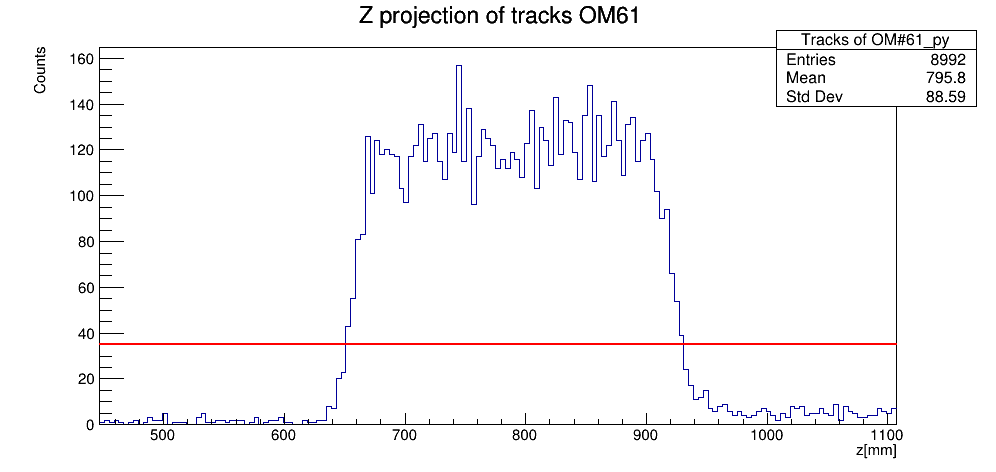 Z projection of tracks OM61
Tracks of OM#61_py
Entries 8992
Mean 795.8
Std Dev 88.59
Counts
160
140
120
100
80
60
40
20
0
500 600 700 800 900 1000 1100
z[mm]